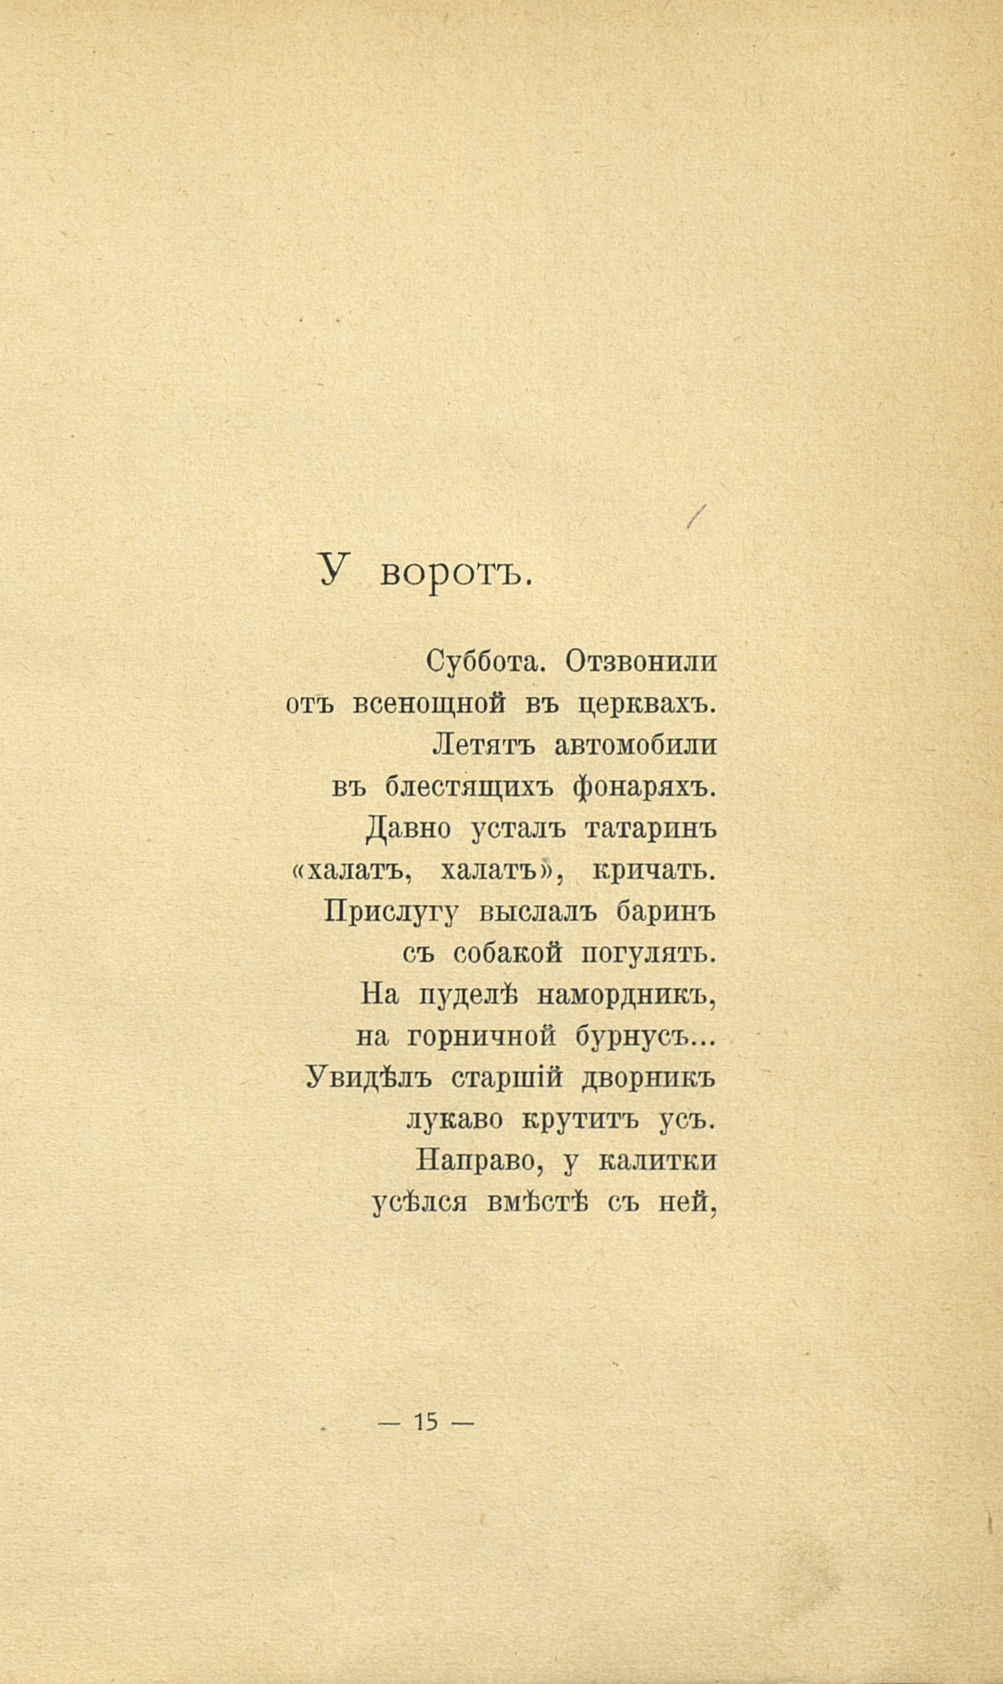 У воротъ.
Суббота. Отзвонили
отъ всенощной въ церквахъ.
Летятъ автомобили
въ блестящихъ фонаряхъ.
Давно усталъ татаринъ
«халатъ, халатъ», кричать.
Прислугу выслалъ баринъ
съ собакой погулять.
На пуделѣ намордникъ,
на горничной бурнусъ...
Увидѣлъ старшій дворникъ
лукаво крутитъ усъ.
Направо, у калитки
усѣлся вмѣстѣ съ ней,
— 15 —